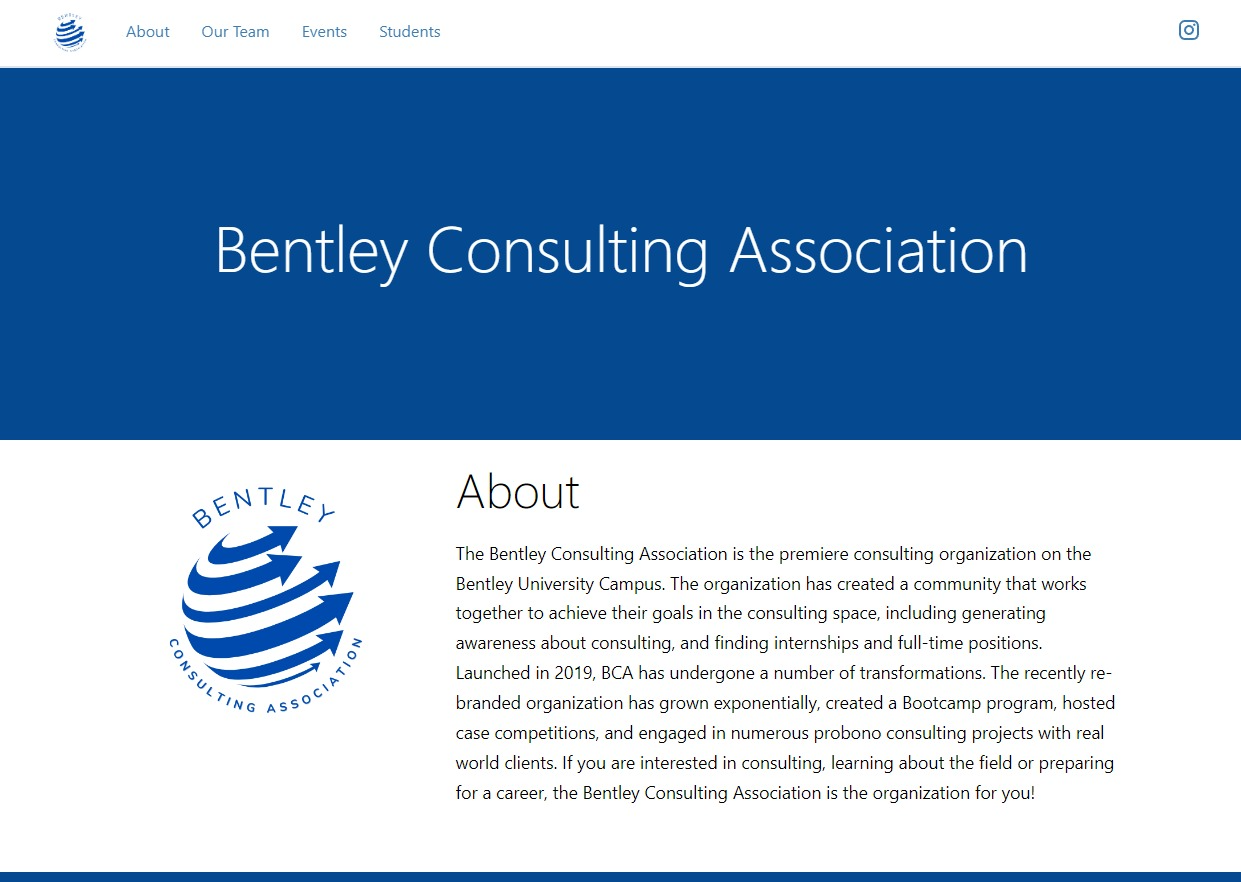 About Our Team Events Students
Bentley Consulting Association
BENTLEY
CONSULTING ASSOCIATION
About
The Bentley Consulting Association is the premiere consulting organization on the
Bentley University Campus. The organization has created a community that works
together to achieve their goals in the consulting space, including generating
awareness about consulting, and finding internships and full-time positions.
Launched in 2019, BCA has undergone a number of transformations. The recently re-
branded organization has grown exponentially, created a Bootcamp program, hosted
case competitions, and engaged in numerous probono consulting projects with real
world clients. If you are interested in consulting, learning about the field or preparing
for a career, the Bentley Consulting Association is the organization for you!